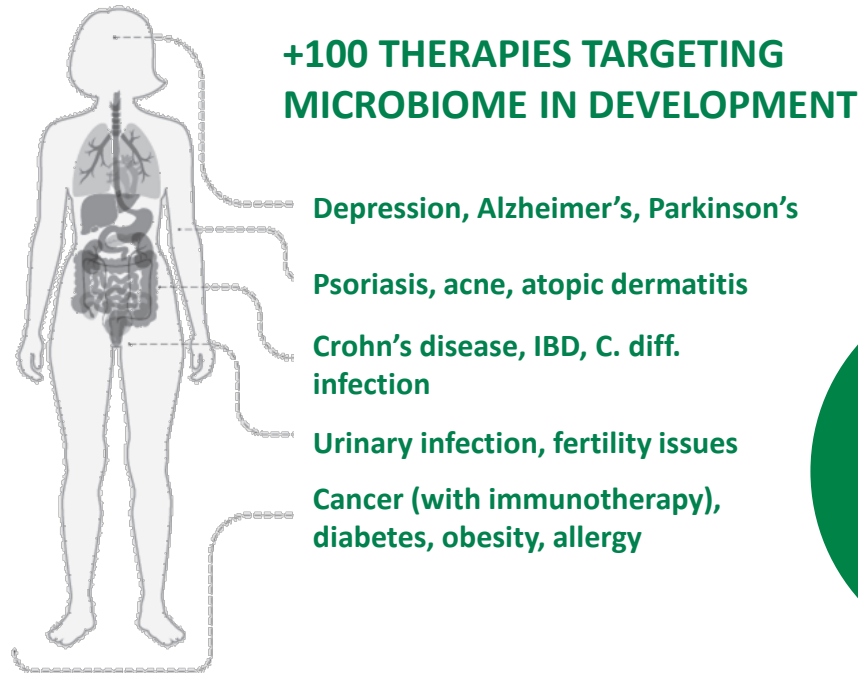 +100 THERAPIES TARGETING
MICROBIOME IN DEVELOPMENT
Depression, Alzheimer’s, Parkinson’s
Psoriasis, acne, atopic dermatitis
Crohn’s disease, IBD, C. diff.
infection
Urinary infection, fertility issues
Cancer (with immunotherapy),
diabetes, obesity, allergy